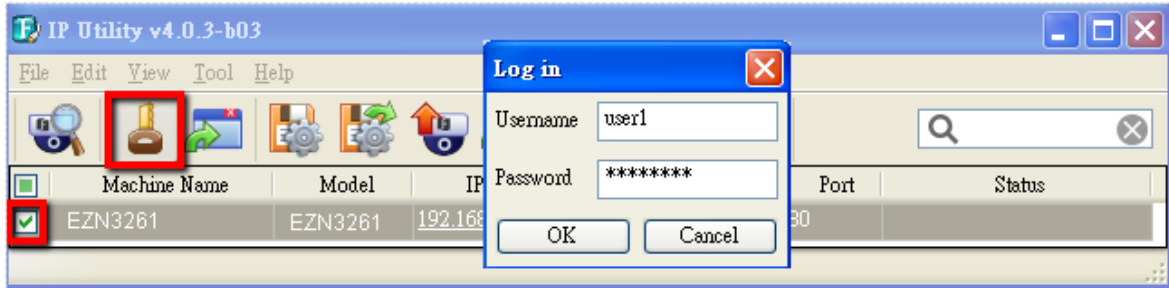 IP Utility v4.0.3-b03
File Edit View Tool Help
Log in
Username user1
Password ********
OK Cancel
Machine Name Model IP Port Status
EZN3261 EZN3261 192.168 80